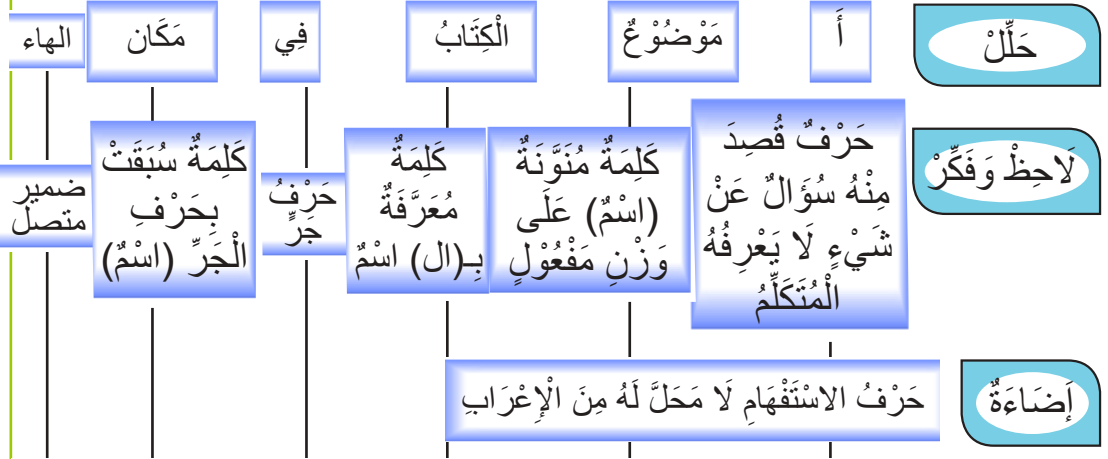 حَلِّلْ
أَ
مَوْضُوْعٌ
الْكِتَابُ
فِي
مَكَان
الهاء
لَاحِظْ وَفَكِّرْ
حَرْفٌ قُصِدَ
مِنْهُ سُؤَالٌ عَنْ
شَيْءٍ لَا يَعْرِفُهُ
الْمُتَكَلِّمُ
كَلِمَةٌ مُنَوَّنَةٌ
(اسْمٌ) عَلَى
وَزْنِ مَفْعُوْلٍ
كَلِمَةٌ
مُعَرَّفَةٌ
بِـ(ال) اسْمٌ
حَرْفُ
جَرٍّ
كَلِمَةٌ سُبَقَتْ
بِحَرْفِ
الْجَرِّ (اسْمٌ)
ضمير
متصل
إَضَاءَةٌ
حَرْفُ الاسْتَفْهَامِ لَا مَحَلَّ لَهُ مِنَ الْإِعْرَابِ